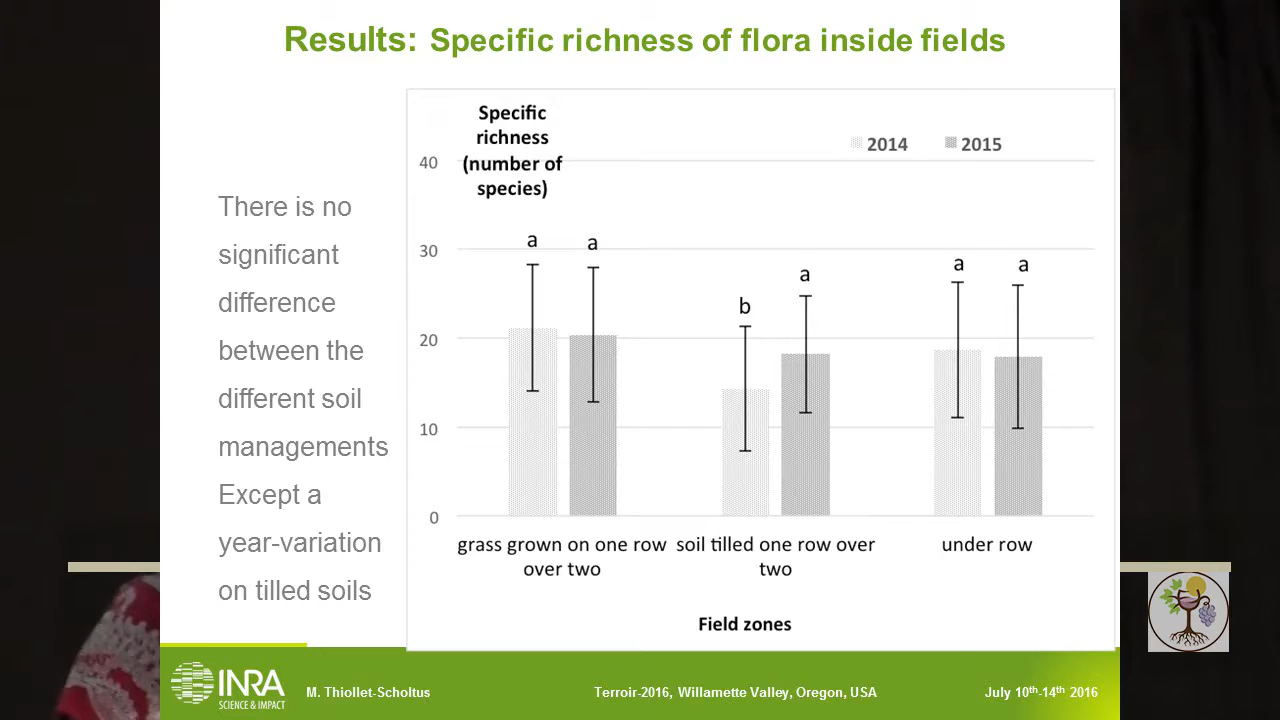 Results: Specific richness of flora inside fields
There is no
significant
difference
between the
different soil
managements
Except a
year-variation
on tilled soils
Specific
richness
(number of
species)
2014 2015
40
30
20
10
0
a a b a a a
grass grown on one row
over two
soil tilled one row over
two
under row
Field zones
INRA
SCIENCE & IMPACT
M. Thiollet-Scholtus
Terroir-2016, Willamette Valley, Oregon, USA
July 10th-14th 2016